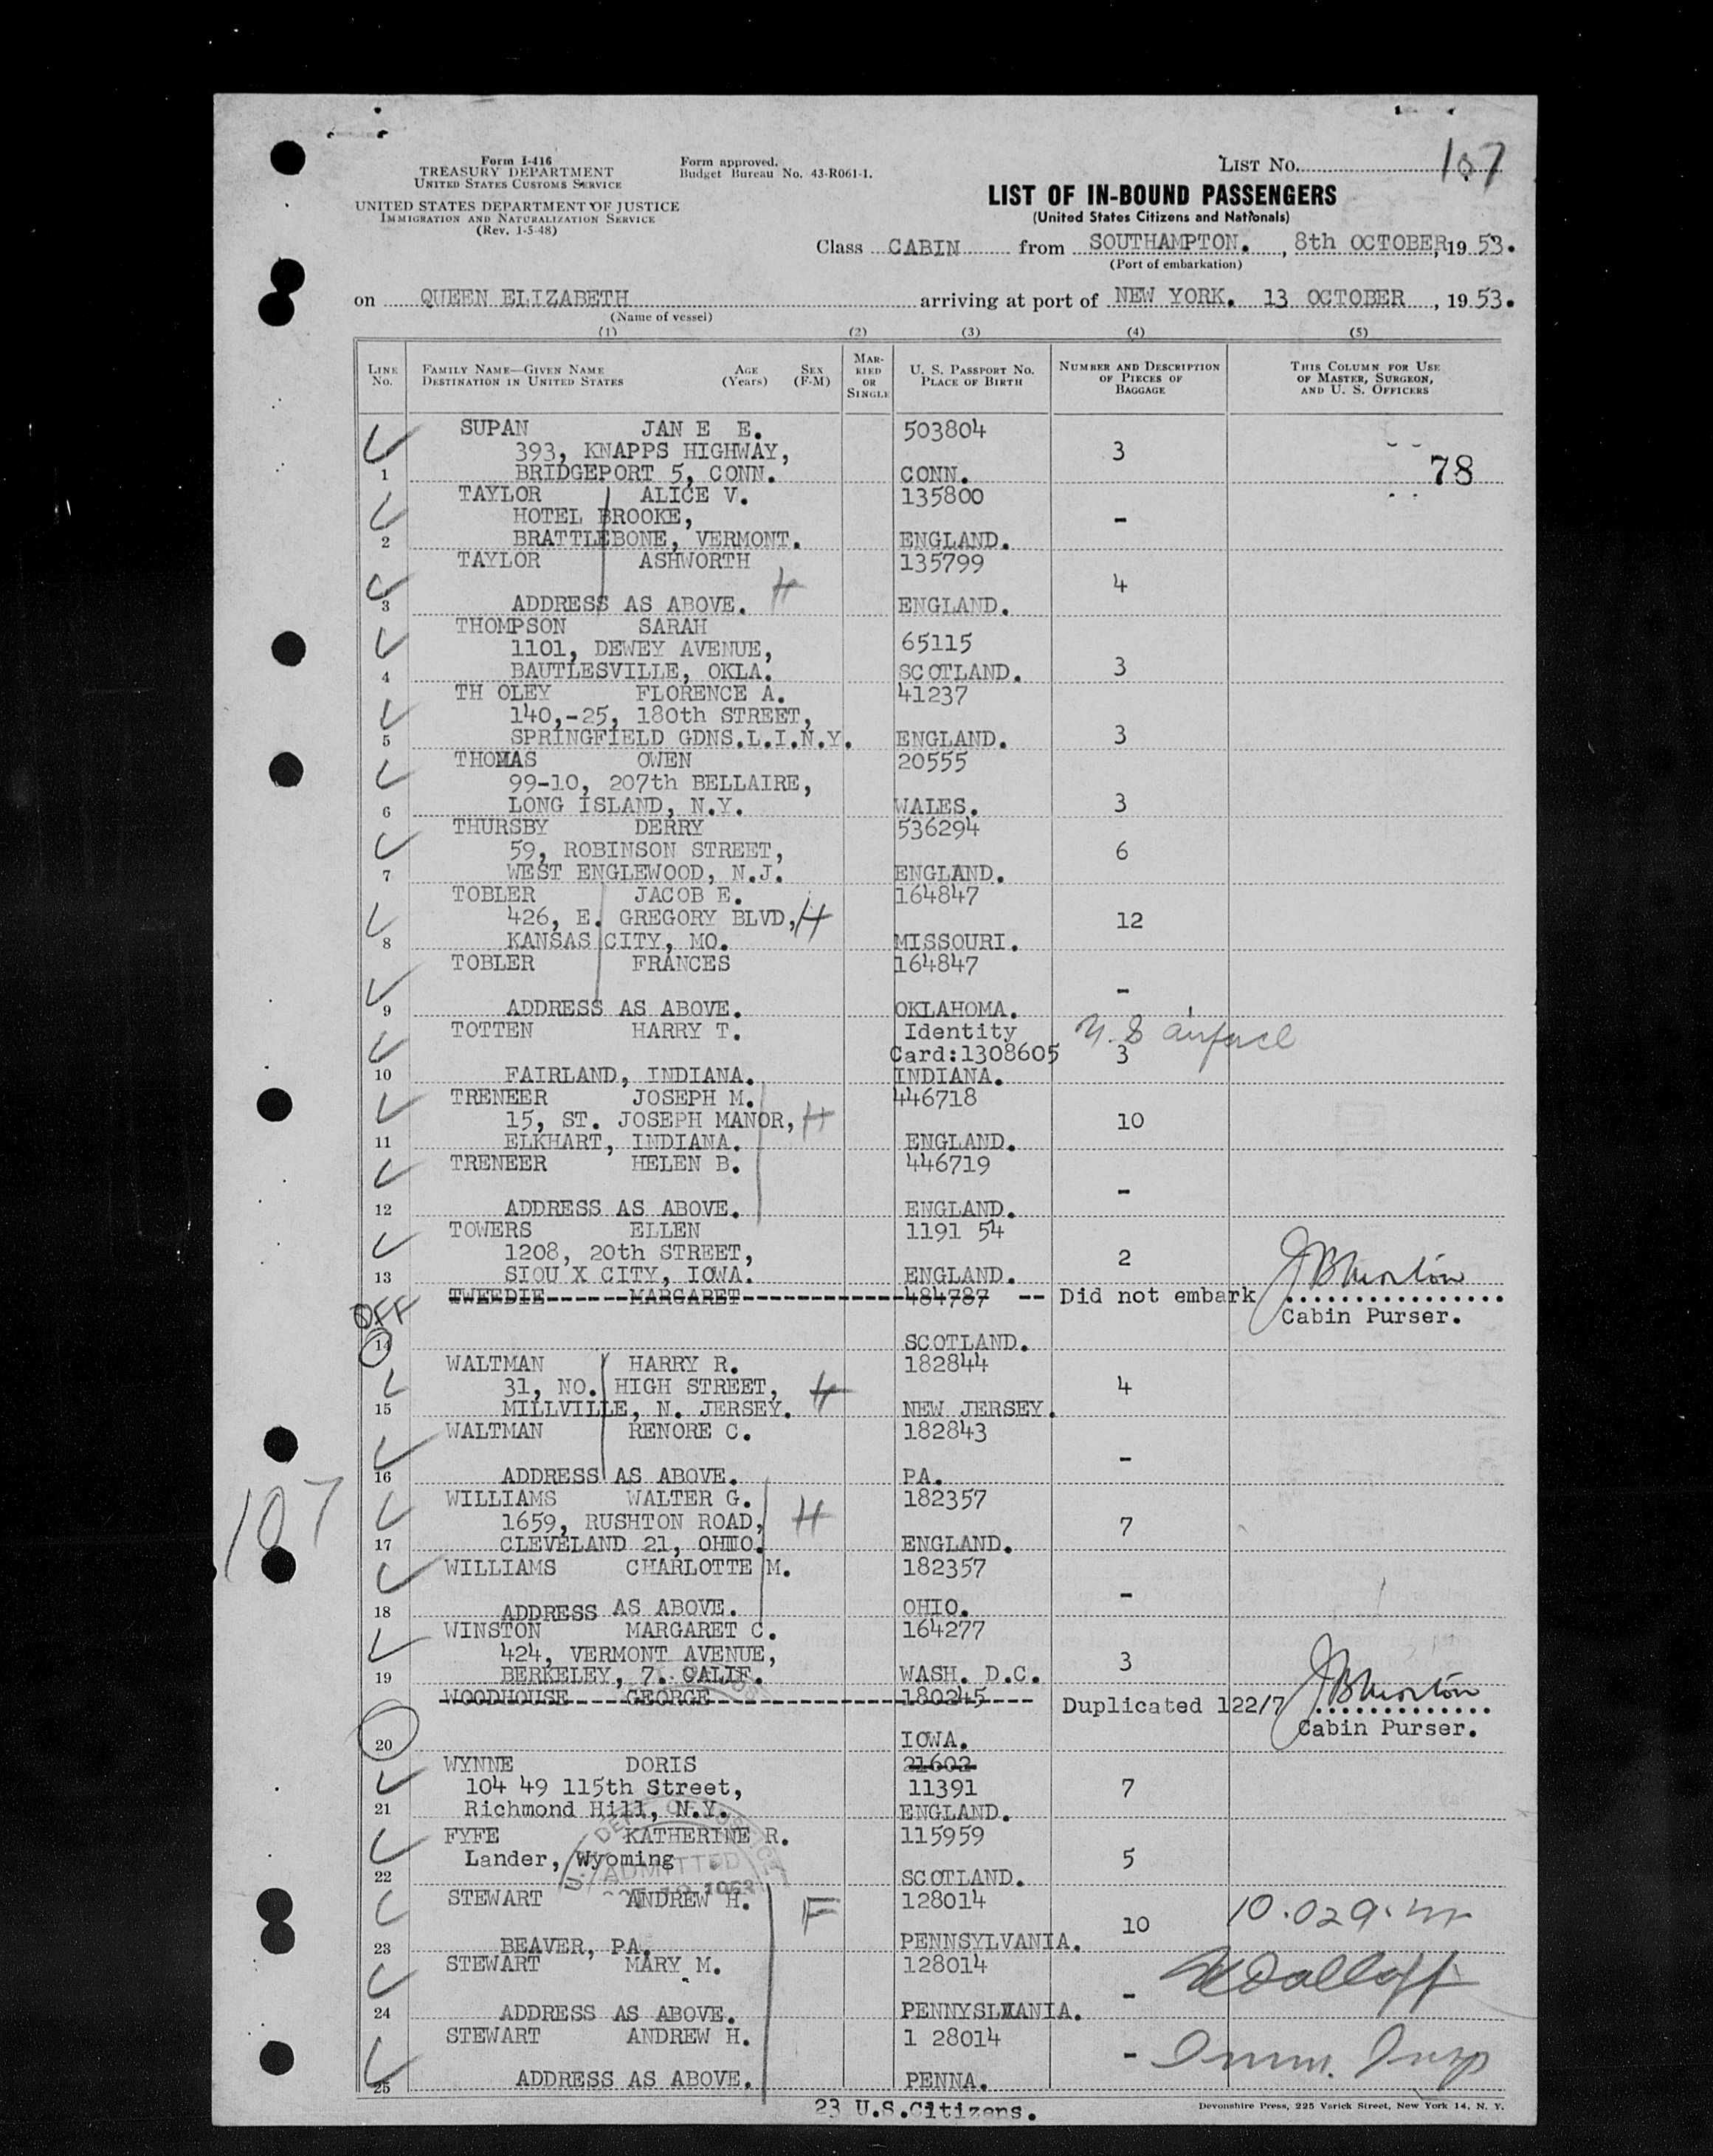 Form I-416
TREASURY DEPARTMENT
UNITED STATES CUSTOMS SERVICE
UNITED STATES DEPARTMENT OF JUSTICE
IMMIGRATION AND NATURALIZATION SERVICE
(Rev. 1-5-48)
Form approved.
Budget Bureau No. 43-R061-1.
LIST NO. 107
LIST OF IN-BOUND PASSENGERS
(United States Citizens and Nationals)
Class CABIN from SOUTHAMPTON. , 8th OCTOBER, 19 53.
(Port of embarkation)
on QUEEN ELIZABETH arriving at port of NEW YORK. 13 OCTOBER , 19 53.
(Name of vessel)
(1) (2) (3) (4) (5)
LINE NO.
FAMILY NAME—GIVEN NAME
DESTINATION IN UNITED STATES
AGE (Years)
SEX (F-M)
MARRIED OR SINGLE
U. S. PASSPORT NO.
PLACE OF BIRTH
NUMBER AND DESCRIPTION OF PIECES OF BAGGAGE
THIS COLUMN FOR USE OF MASTER, SURGEON, AND U. S. OFFICERS
SUPAN JAN E E. 503804
393, KNAPPS HIGHWAY, 3
1 BRIDGEPORT 5, CONN. CONN. 78
TAYLOR ALICE V. 135800
HOTEL BROOKE, -
2 BRATTLEBONE, VERMONT. ENGLAND.
TAYLOR ASHWORTH 135799
H 4
3 ADDRESS AS ABOVE. ENGLAND.
THOMPSON SARAH
1101, DEWEY AVENUE, 65115
4 BAUTLESVILLE, OKLA. SCOTLAND. 3
TH OLEY FLORENCE A. 41237
140,-25, 180th STREET,
5 SPRINGFIELD GDNS.L.I.N.Y. ENGLAND. 3
THOMAS OWEN 20555
99-10, 207th BELLAIRE,
6 LONG ISLAND, N.Y. WALES. 3
THURSBY DERRY 536294
59, ROBINSON STREET, 6
7 WEST ENGLEWOOD, N.J. ENGLAND.
TOBLER JACOB E. 164847
426, E. GREGORY BLVD, H 12
8 KANSAS CITY, MO. MISSOURI.
TOBLER FRANCES 164847
-
9 ADDRESS AS ABOVE. OKLAHOMA.
TOTTEN HARRY T. Identity U.S airforce
Card:1308605 3
10 FAIRLAND, INDIANA. INDIANA.
TRENEER JOSEPH M. 446718
15, ST. JOSEPH MANOR, H 10
11 ELKHART, INDIANA. ENGLAND.
TRENEER HELEN B. 446719
-
12 ADDRESS AS ABOVE. ENGLAND.
TOWERS ELLEN 1191 54
1208, 20th STREET, 2
13 SIOU X CITY, IOWA. ENGLAND. J B Morton
OFF TWEEDIE------MARGARET----------484787 -- Did not embark
Cabin Purser.
14 SCOTLAND.
WALTMAN HARRY R. 182844
31, NO. HIGH STREET, H 4
15 MILLVILLE, N. JERSEY. NEW JERSEY.
WALTMAN RENORE C. 182843
-
16 ADDRESS AS ABOVE. PA.
107
WILLIAMS WALTER G. 182357
1659, RUSHTON ROAD, H 7
17 CLEVELAND 21, OHIO. ENGLAND.
WILLIAMS CHARLOTTE M. 182357
-
18 ADDRESS AS ABOVE. OHIO.
WINSTON MARGARET C. 164277
424, VERMONT AVENUE, 3
19 BERKELEY, 7. CALIF. WASH. D.C.
WOODHOUSE----GEORGE----------180245--- Duplicated 122/7 J B Morton
Cabin Purser.
20 IOWA.
WYNNE DORIS 21602
104 49 115th Street, 11391 7
21 Richmond Hill, N.Y. ENGLAND.
FYFE KATHERINE R. 115959
Lander, Wyoming 5
ADMITTED
22 SCOTLAND.
STEWART ANDREW H. F 128014
10
23 BEAVER, PA. PENNSYLVANIA.
STEWART MARY M. 128014
-
24 ADDRESS AS ABOVE. PENNYSLVANIA.
STEWART ANDREW H. 1 28014
- Imm. Insp
25 ADDRESS AS ABOVE. PENNA.
23 U.S.Citizens.
Devonshire Press, 225 Varick Street, New York 14, N. Y.